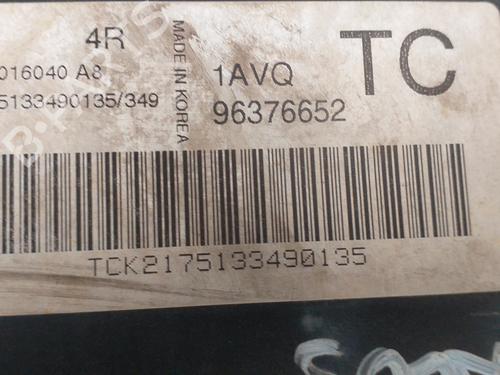 4R
MADE IN KOREA
TC
016040 A8
5133490135/349
1AVQ
96376652
TCK2175133490135